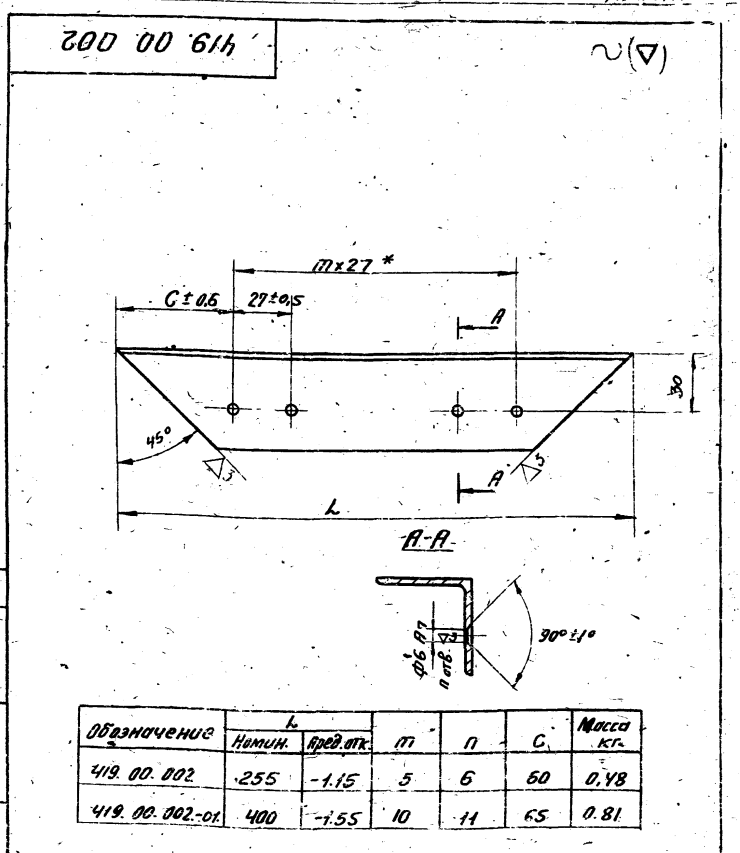 419. 00. 002
~(▽)
m×27 *
C ± 0.6
27±0,5
A
30
45°
3
3
A
L
A-A
90° ±1°
ф6 А7
n отв. ▽3
Обозначение L m n C Масса кг.
Номин. Пред.отк.
419. 00. 002 255 -1.15 5 6 60 0.48
419. 00. 002-01. 400 -1.55 10 11 65 0.81